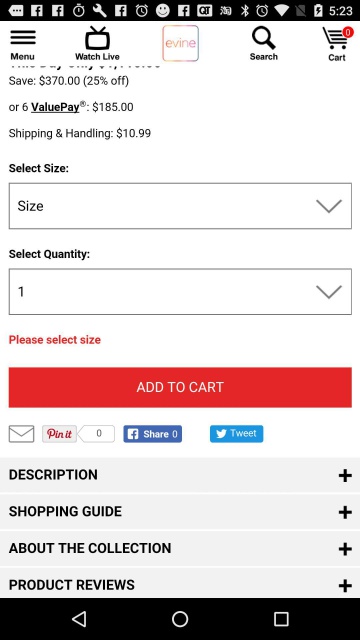 5:23
Menu
Watch Live
evine
Search
0
Cart
Save: $370.00 (25% off)
or 6 ValuePay®: $185.00
Shipping & Handling: $10.99
Select Size:
Size
Select Quantity:
1
Please select size
ADD TO CART
Pin it 0 Share 0 Tweet
DESCRIPTION
SHOPPING GUIDE
ABOUT THE COLLECTION
PRODUCT REVIEWS